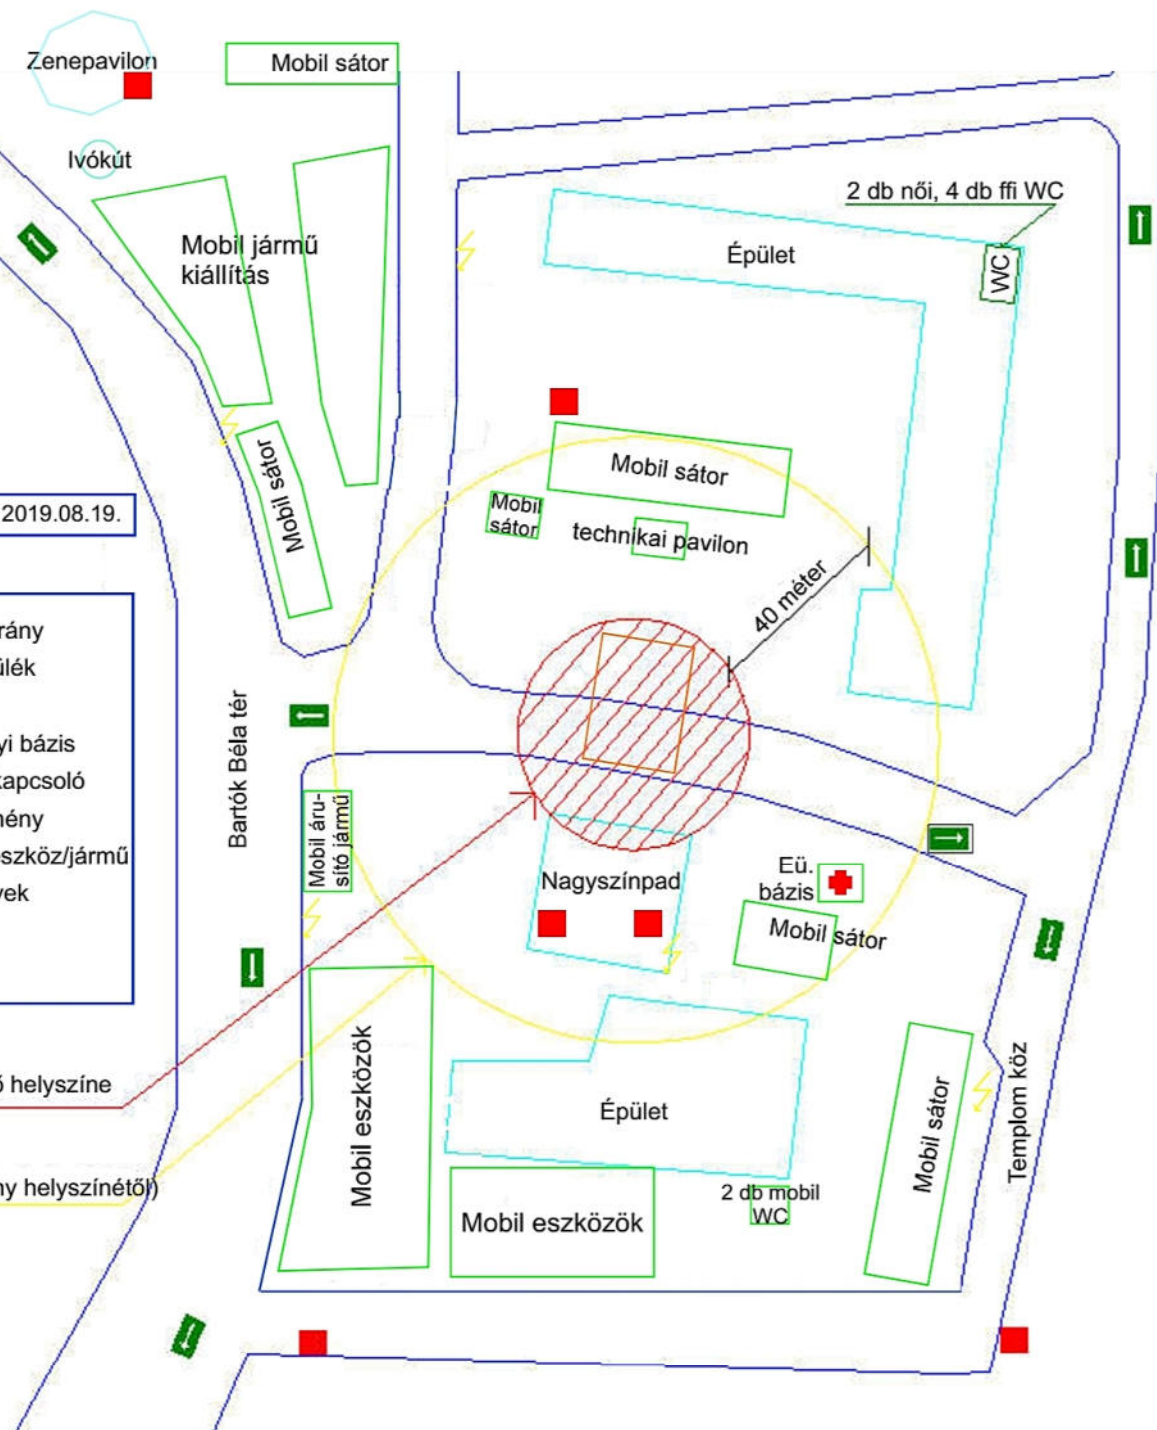 Zenepavilon
Mobil sátor
Ivókút
2 db női, 4 db ffi WC
Mobil jármű
kiállítás
Épület
WC
Mobil sátor
Mobil sátor
Mobil
sátor
technikai pavilon
2019.08.19.
40 méter
rány
ülék
yi bázis
kapcsoló
mény
eszköz/jármű
yek
Bartók Béla tér
Mobil áru-
sító jármű
Nagyszínpad
Eü.
bázis
Mobil sátor
Mobil eszközök
ő helyszíne
Épület
Mobil sátor
Templom köz
ny helyszínétől)
Mobil eszközök
2 db mobil
WC